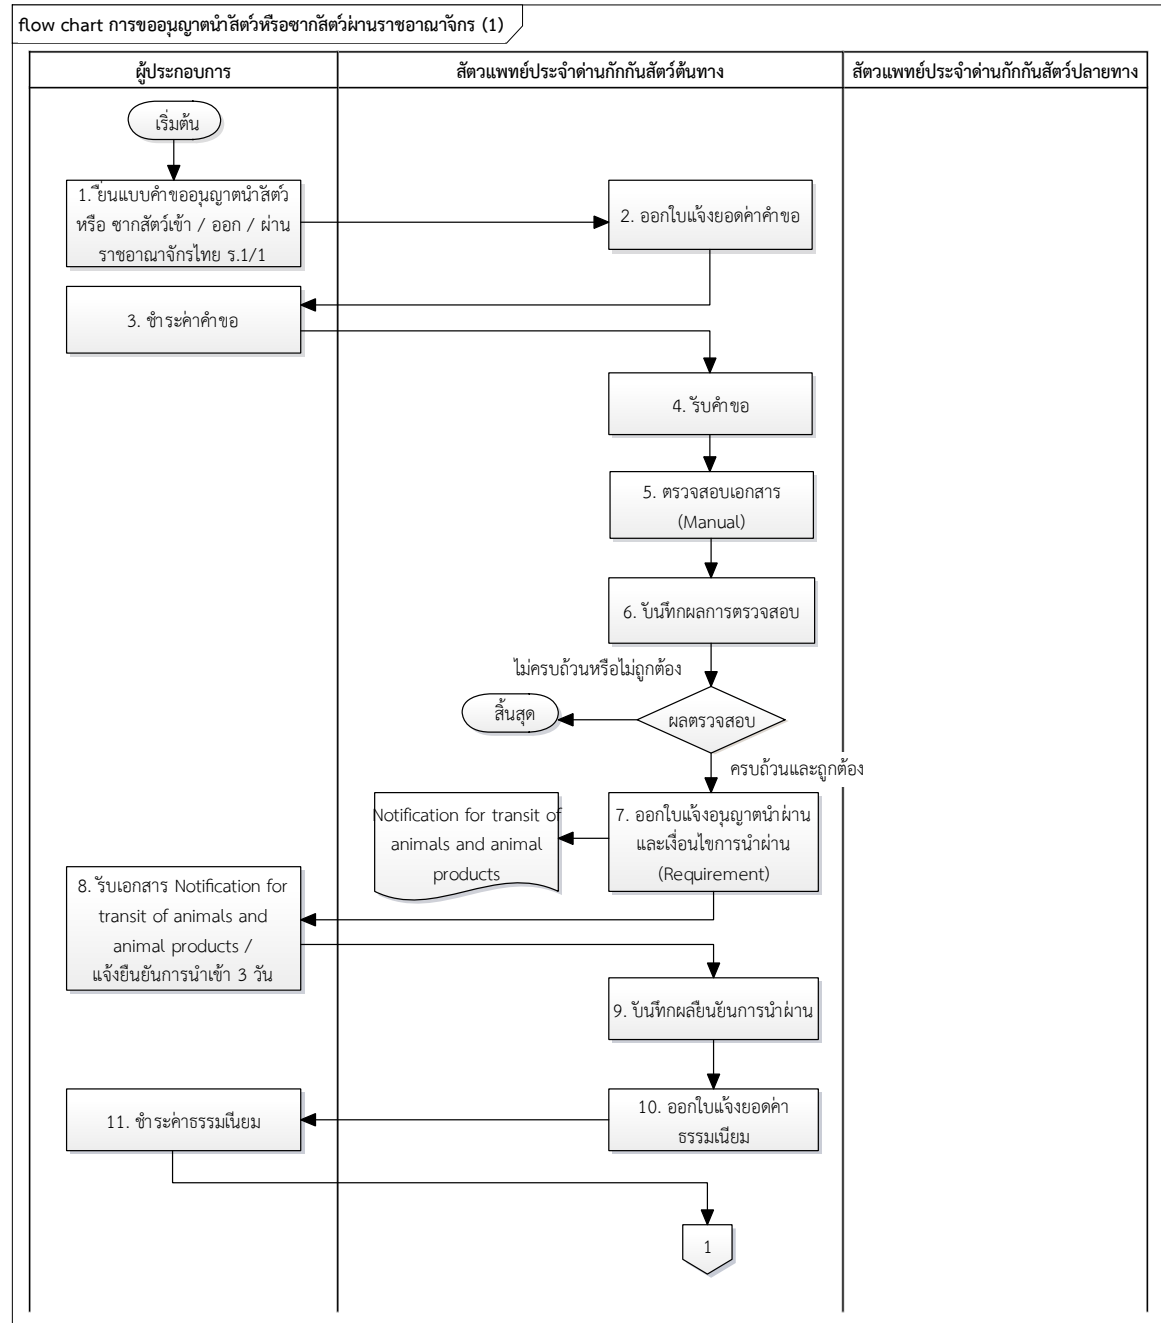 flow chart การขออนุญาตนำสัตว์หรือซากสัตว์ผ่านราชอาณาจักร (1)
ผู้ประกอบการ
สัตวแพทย์ประจำด่านกักกันสัตว์ต้นทาง
สัตวแพทย์ประจำด่านกักกันสัตว์ปลายทาง
เริ่มต้น
1. ยื่นแบบคำขออนุญาตนำสัตว์
หรือ ซากสัตว์เข้า / ออก / ผ่าน
ราชอาณาจักรไทย ร.1/1
2. ออกใบแจ้งยอดค่าคำขอ
3. ชำระค่าคำขอ
4. รับคำขอ
5. ตรวจสอบเอกสาร
(Manual)
6. บันทึกผลการตรวจสอบ
ไม่ครบถ้วนหรือไม่ถูกต้อง
สิ้นสุด
ผลตรวจสอบ
ครบถ้วนและถูกต้อง
Notification for transit of
animals and animal
products
7. ออกใบแจ้งอนุญาตนำผ่าน
และเงื่อนไขการนำผ่าน
(Requirement)
8. รับเอกสาร Notification for
transit of animals and
animal products /
แจ้งยืนยันการนำเข้า 3 วัน
9. บันทึกผลยืนยันการนำผ่าน
10. ออกใบแจ้งยอดค่า
ธรรมเนียม
11. ชำระค่าธรรมเนียม
1